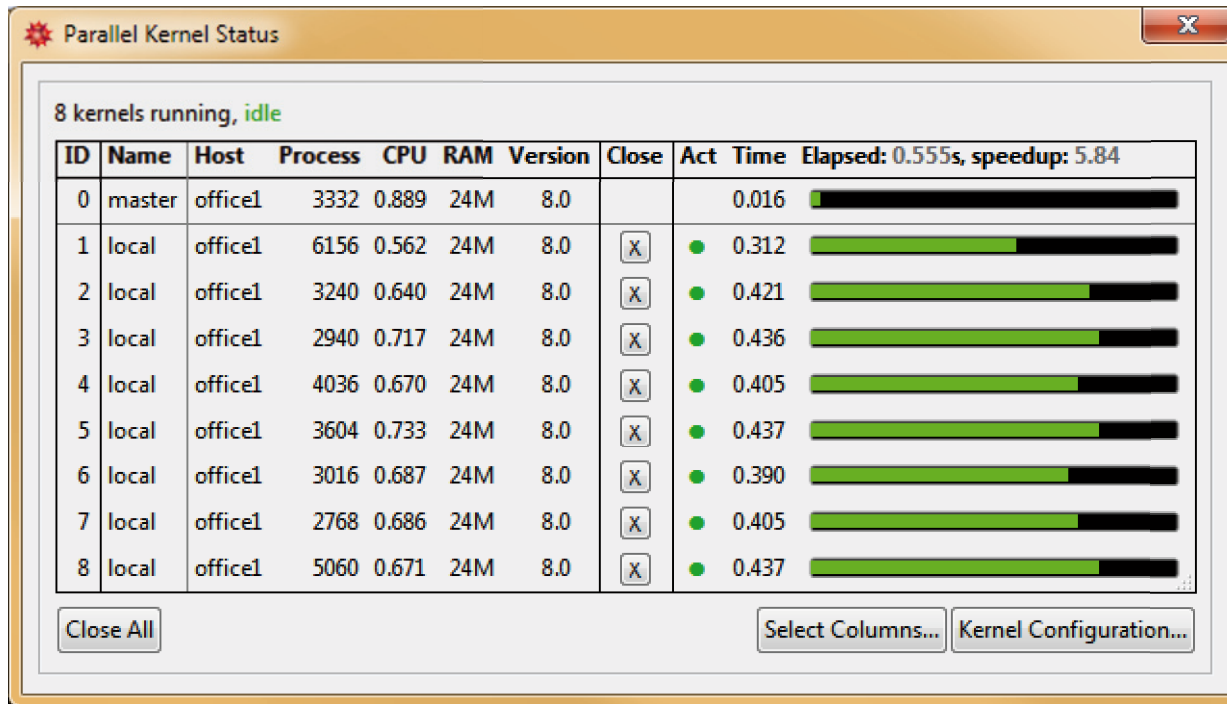 Parallel Kernel Status
X
8 kernels running, idle
ID Name Host Process CPU RAM Version Close Act Time Elapsed: 0.555s, speedup: 5.84
0 master office1 3332 0.889 24M 8.0 0.016
1 local office1 6156 0.562 24M 8.0 X 0.312
2 local office1 3240 0.640 24M 8.0 X 0.421
3 local office1 2940 0.717 24M 8.0 X 0.436
4 local office1 4036 0.670 24M 8.0 X 0.405
5 local office1 3604 0.733 24M 8.0 X 0.437
6 local office1 3016 0.687 24M 8.0 X 0.390
7 local office1 2768 0.686 24M 8.0 X 0.405
8 local office1 5060 0.671 24M 8.0 X 0.437
Close All Select Columns... Kernel Configuration...